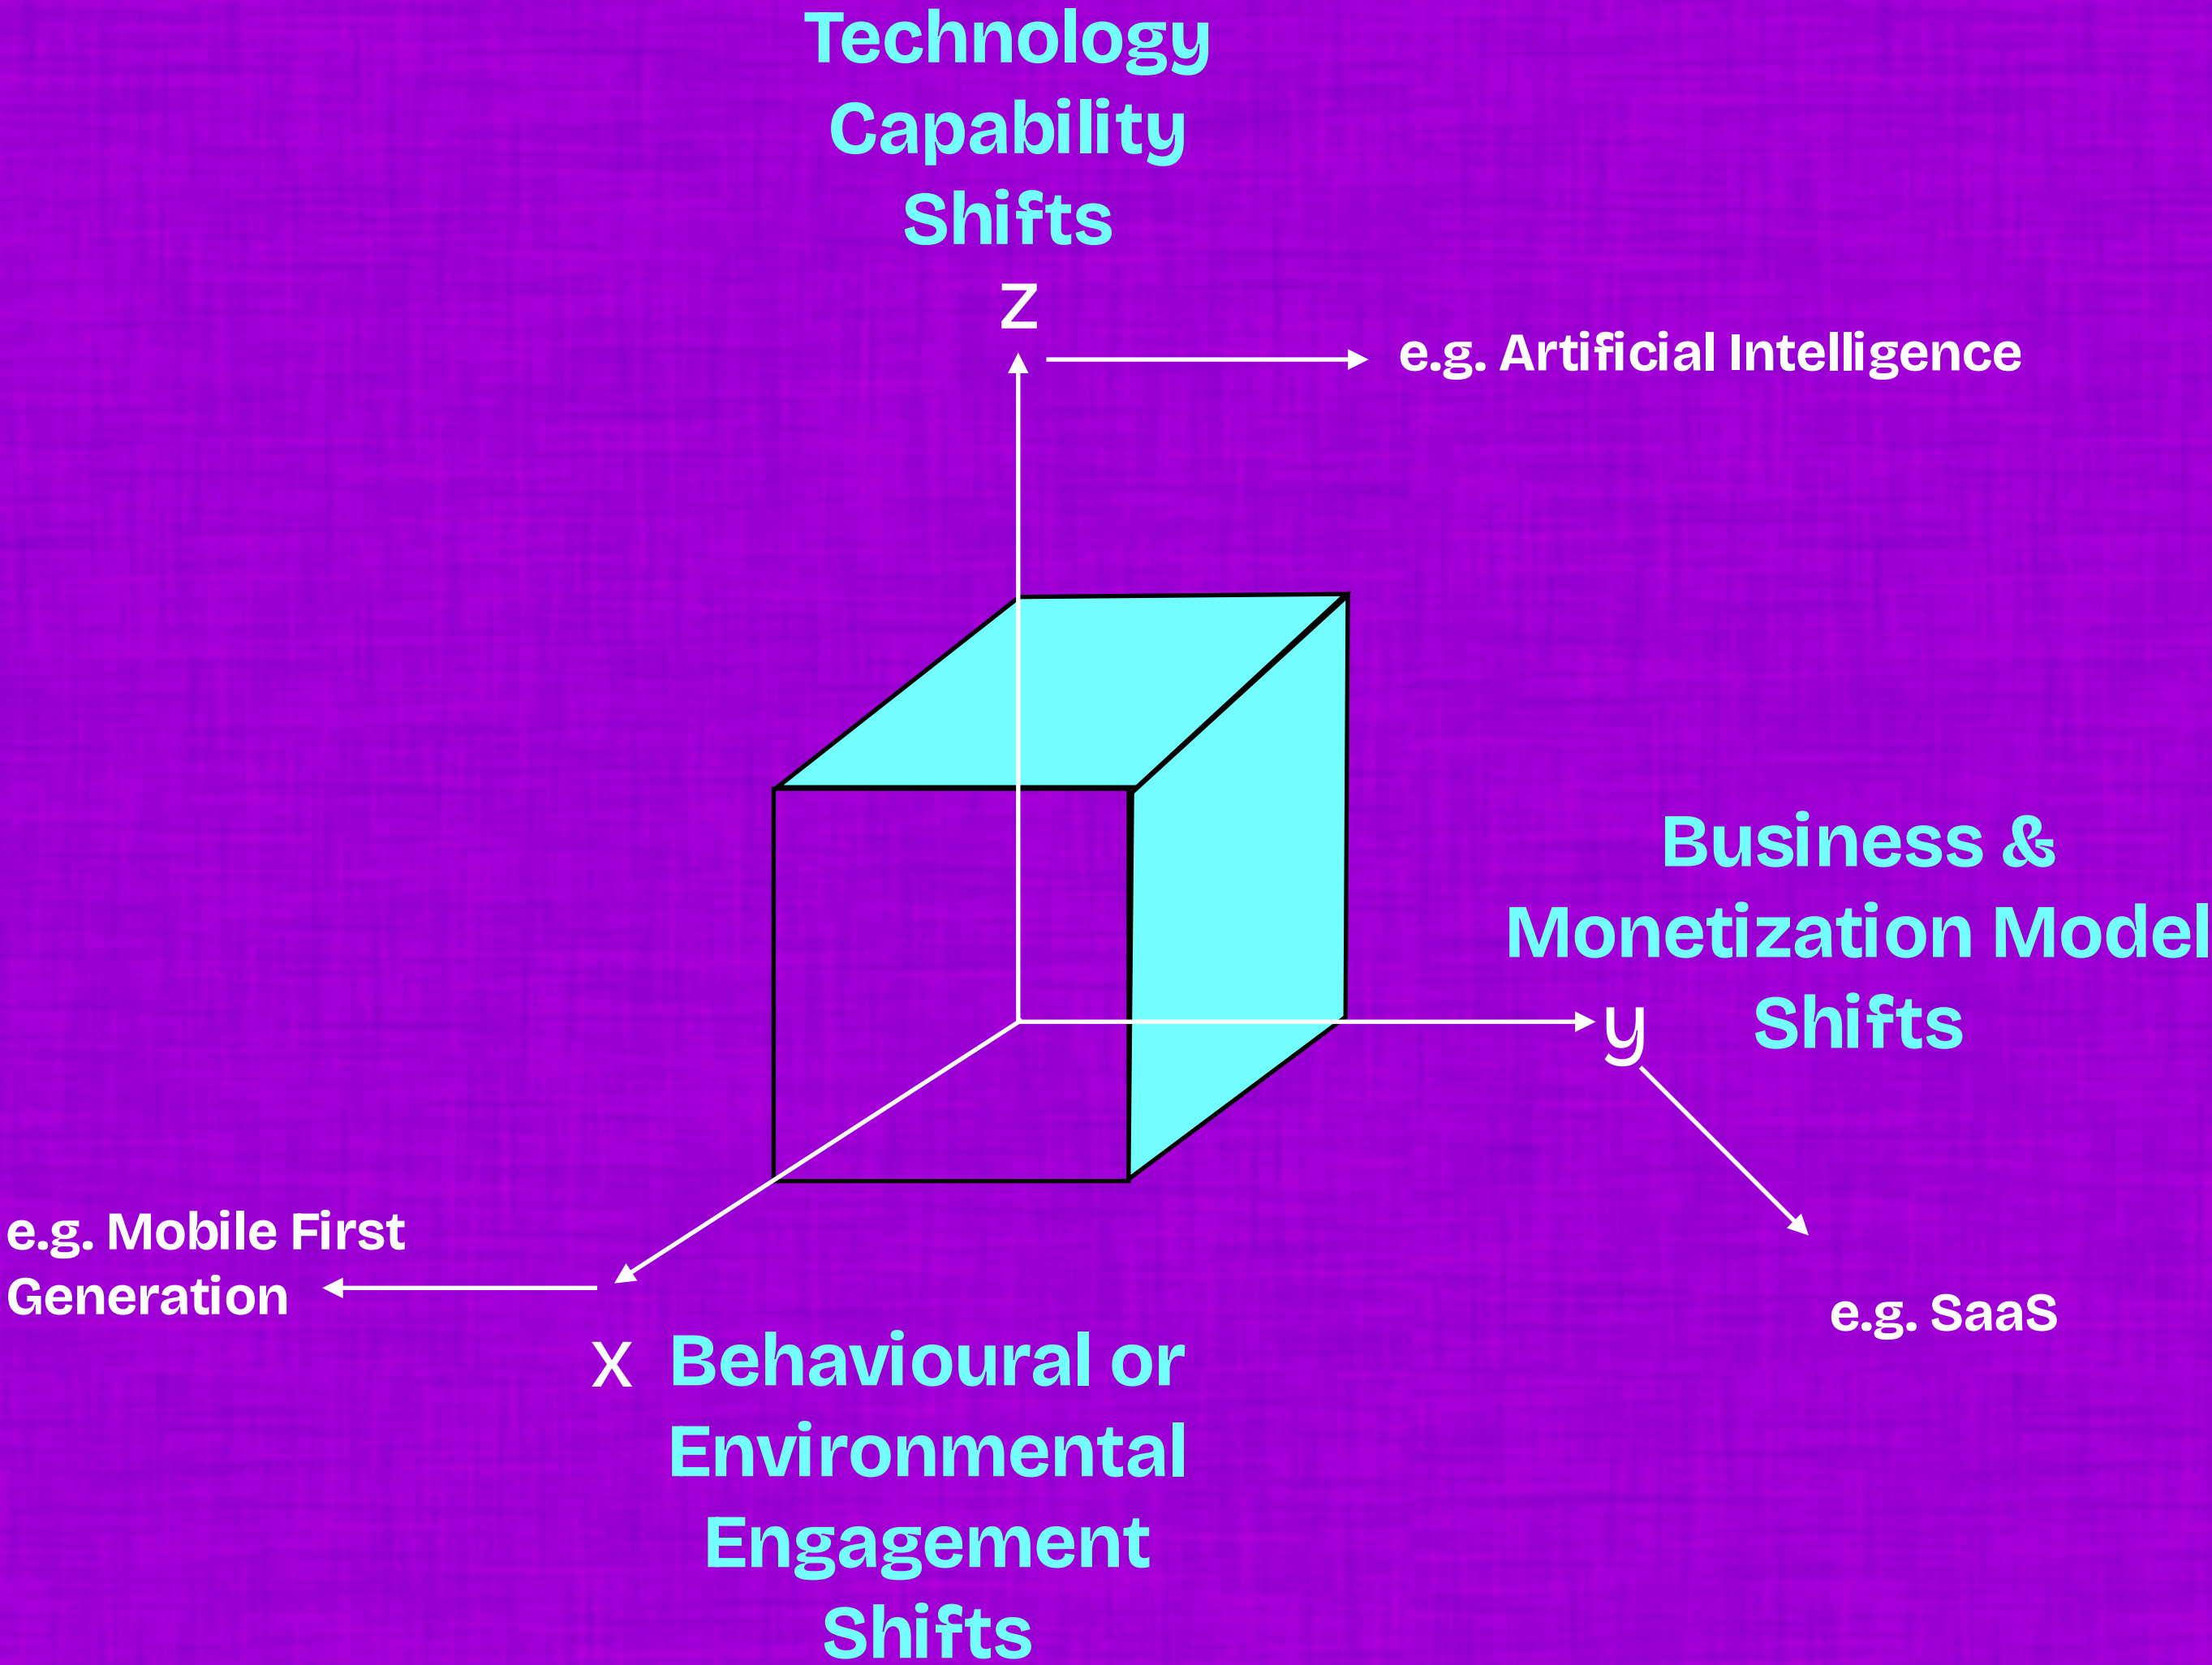 Technology
Capability
Shifts
z
e.g. Artificial Intelligence
Business &
Monetization Model
Shifts
y
e.g. SaaS
e.g. Mobile First
Generation
x
Behavioural or
Environmental
Engagement
Shifts